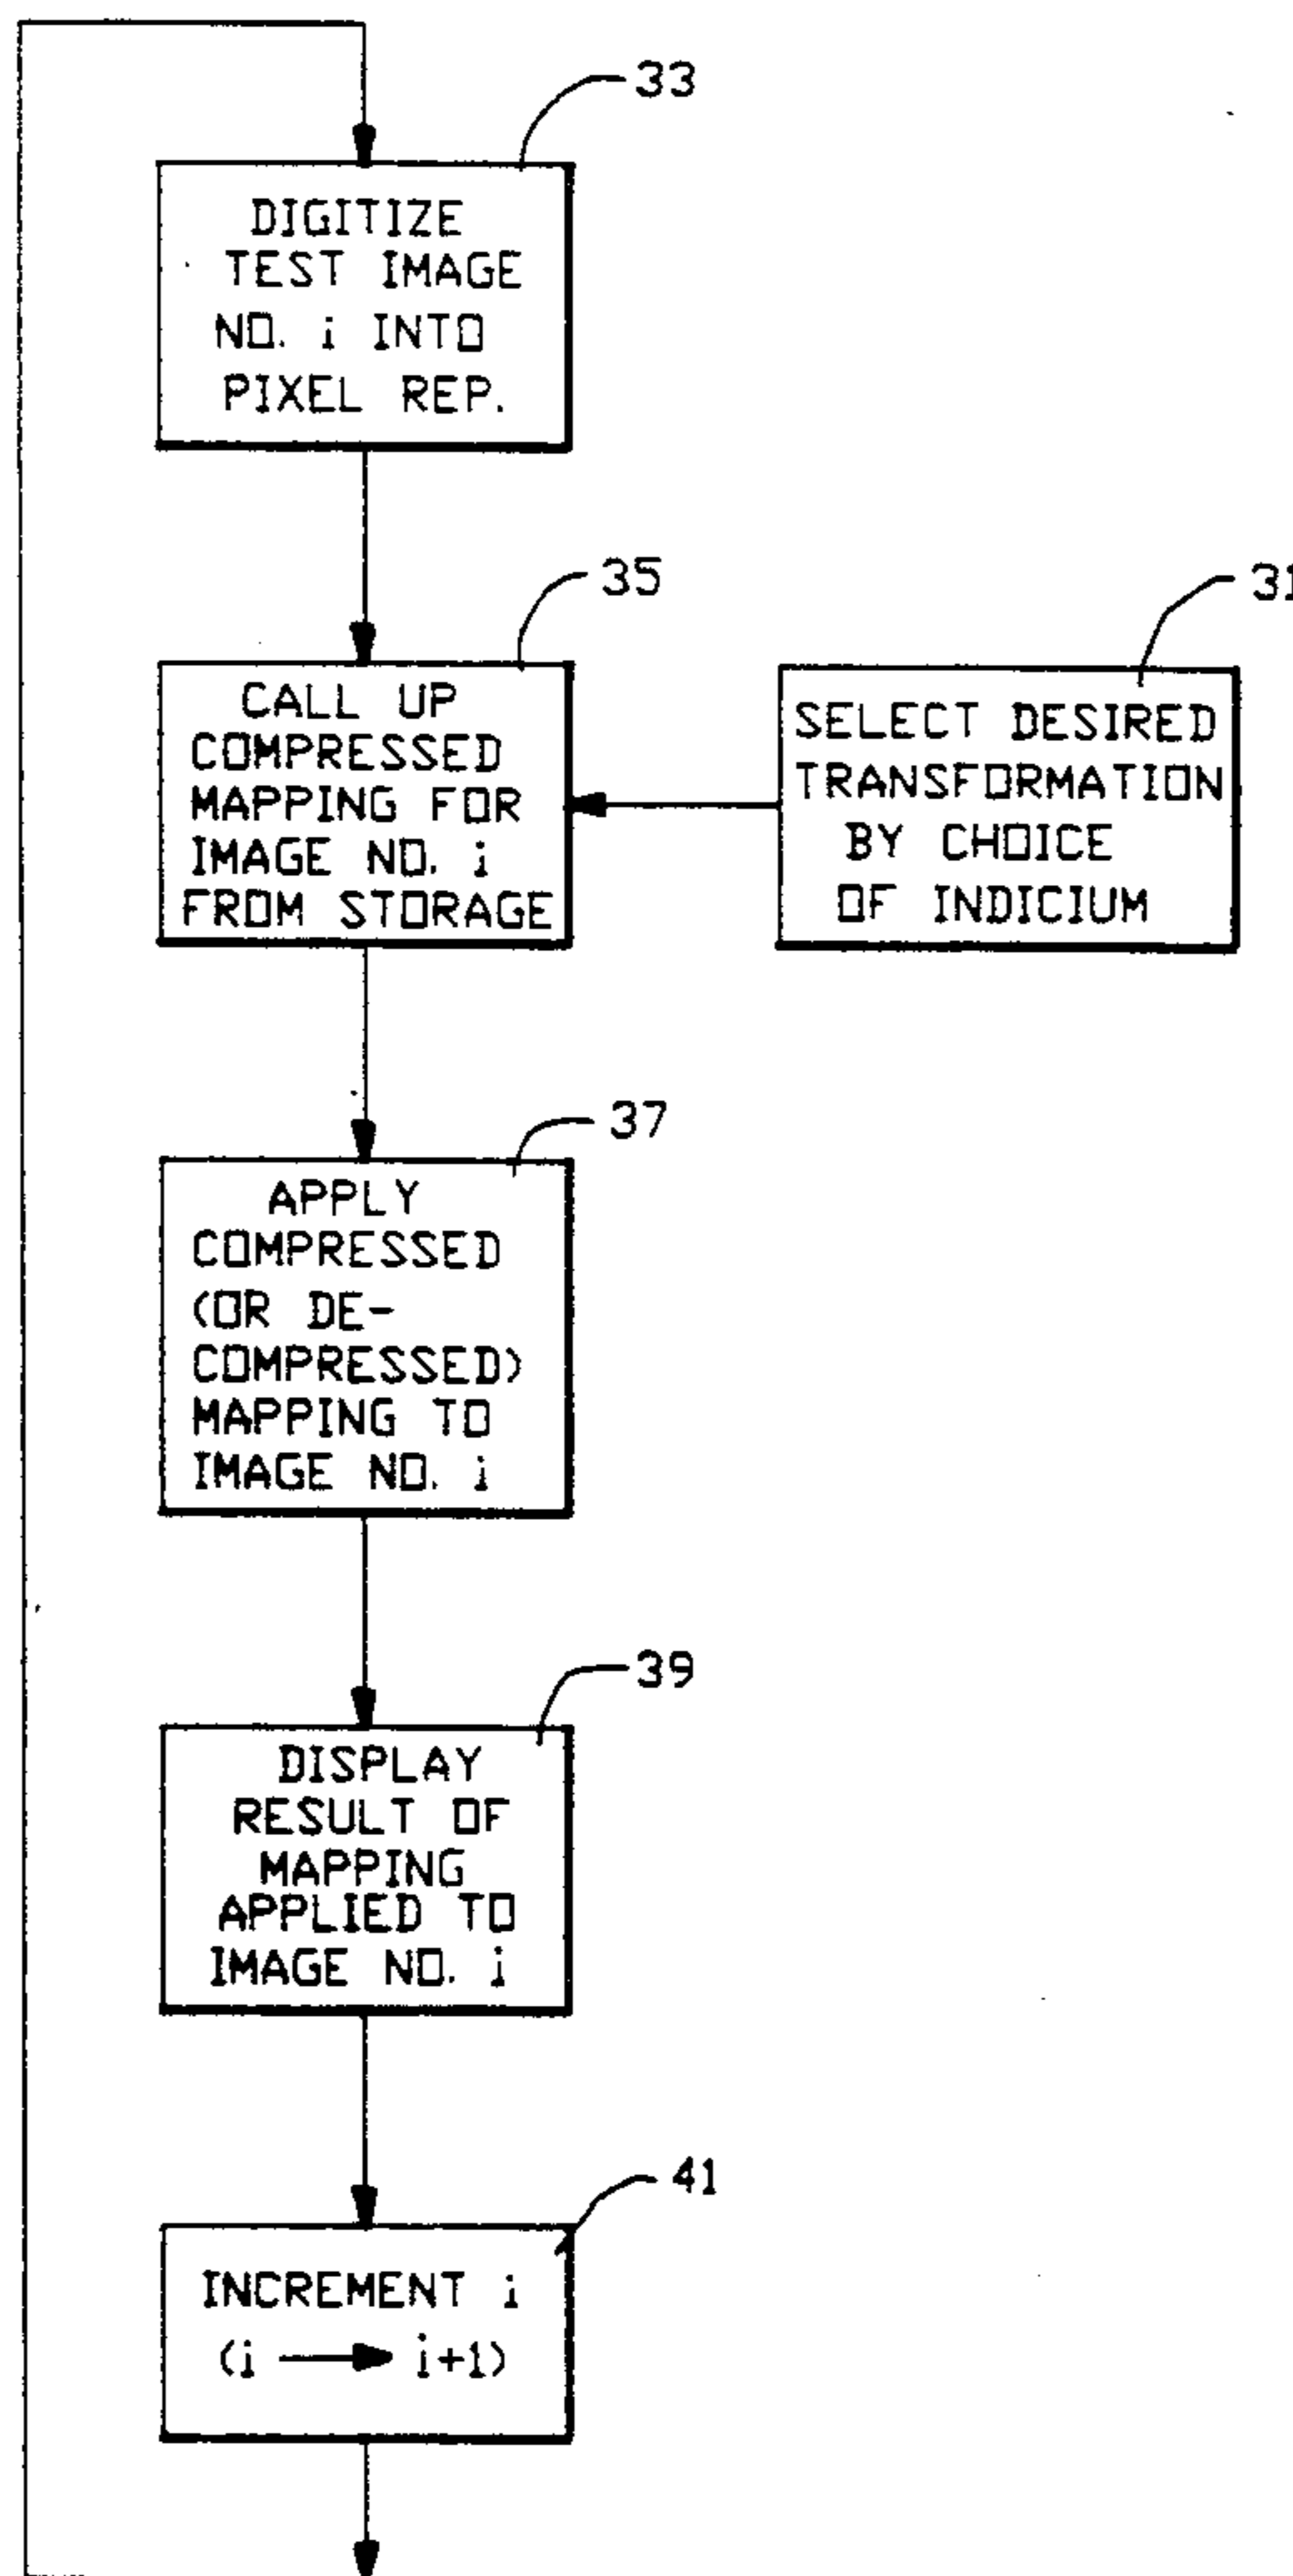 33
DIGITIZE
TEST IMAGE
NO. i INTO
PIXEL REP.
35
CALL UP
COMPRESSED
MAPPING FOR
IMAGE NO. i
FROM STORAGE
31
SELECT DESIRED
TRANSFORMATION
BY CHOICE
OF INDICIUM
37
APPLY
COMPRESSED
(OR DE-
COMPRESSED)
MAPPING TO
IMAGE NO. i
39
DISPLAY
RESULT OF
MAPPING
APPLIED TO
IMAGE NO. i
41
INCREMENT i
(i → i+1)